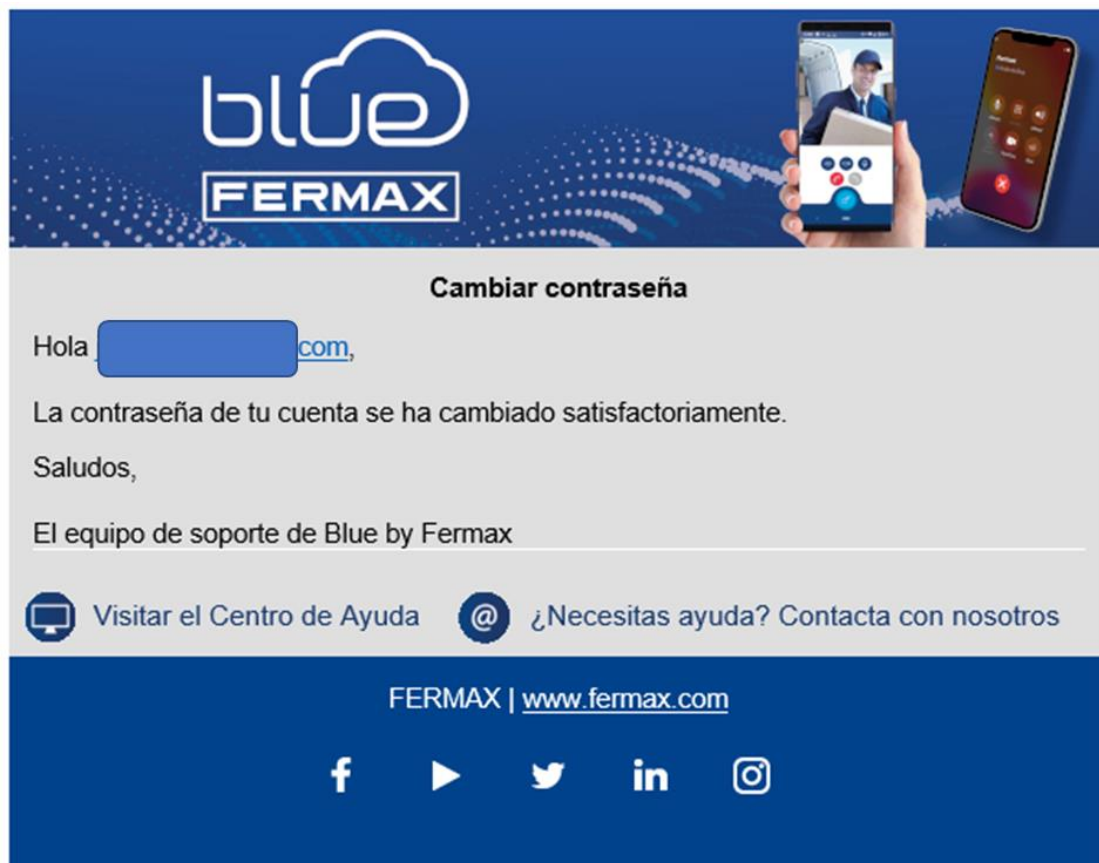 blue
FERMAX
Cambiar contraseña
Hola com,
La contraseña de tu cuenta se ha cambiado satisfactoriamente.
Saludos,
El equipo de soporte de Blue by Fermax
Visitar el Centro de Ayuda @ ¿Necesitas ayuda? Contacta con nosotros
FERMAX | www.fermax.com